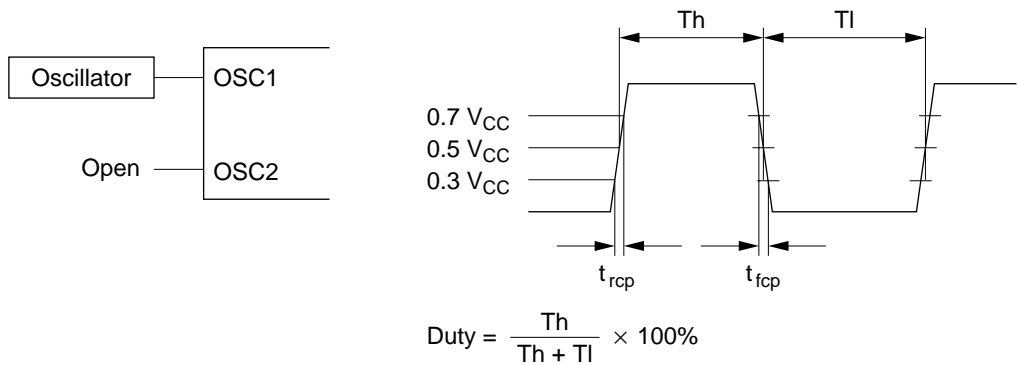 Oscillator
OSC1
Open
OSC2
Th
Tl
0.7 VCC
0.5 VCC
0.3 VCC
trcp
tfcp
Duty = Th / Th + Tl × 100%